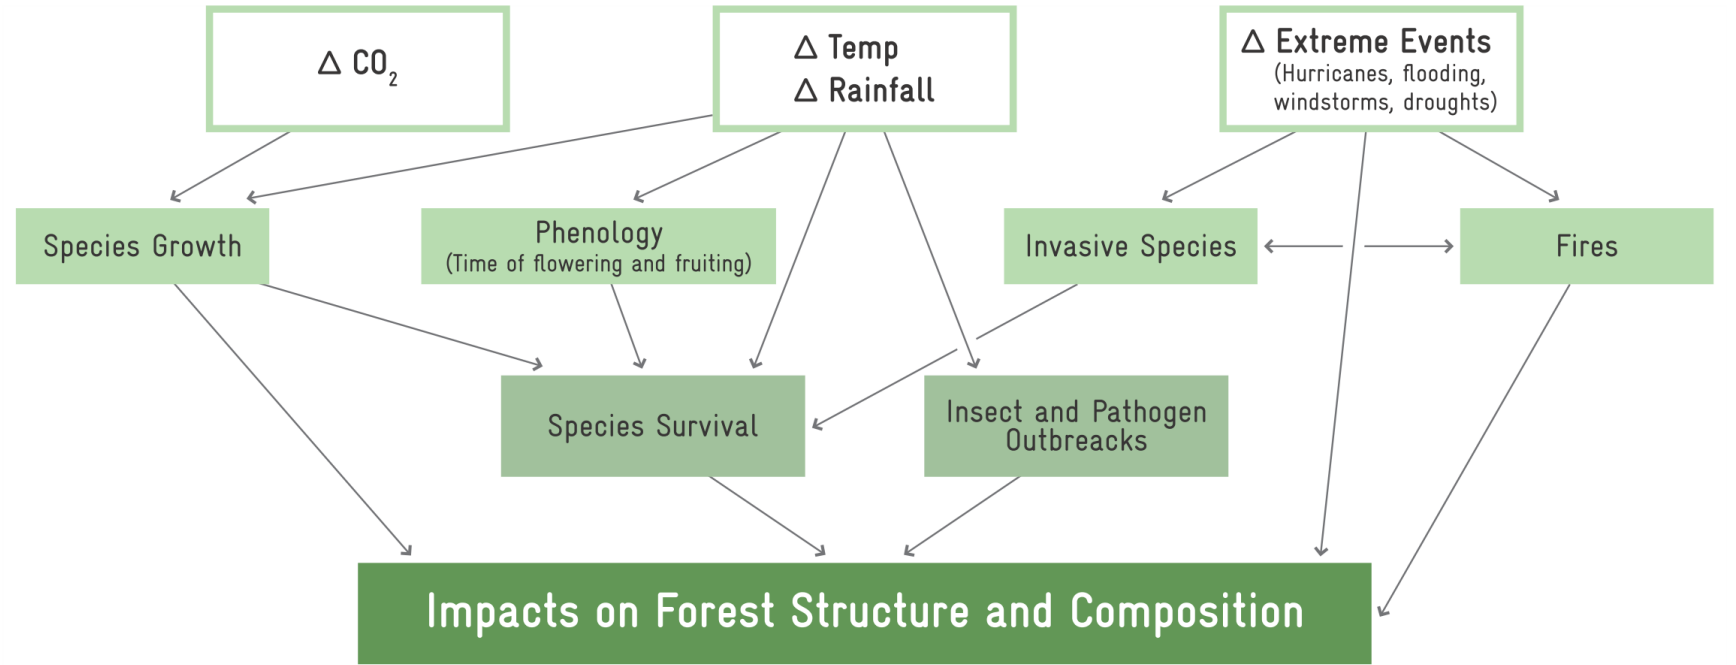 △ CO₂
△ Temp
△ Rainfall
△ Extreme Events
(Hurricanes, flooding,
windstorms, droughts)
Species Growth
Phenology
(Time of flowering and fruiting)
Invasive Species
Fires
Species Survival
Insect and Pathogen
Outbreacks
Impacts on Forest Structure and Composition